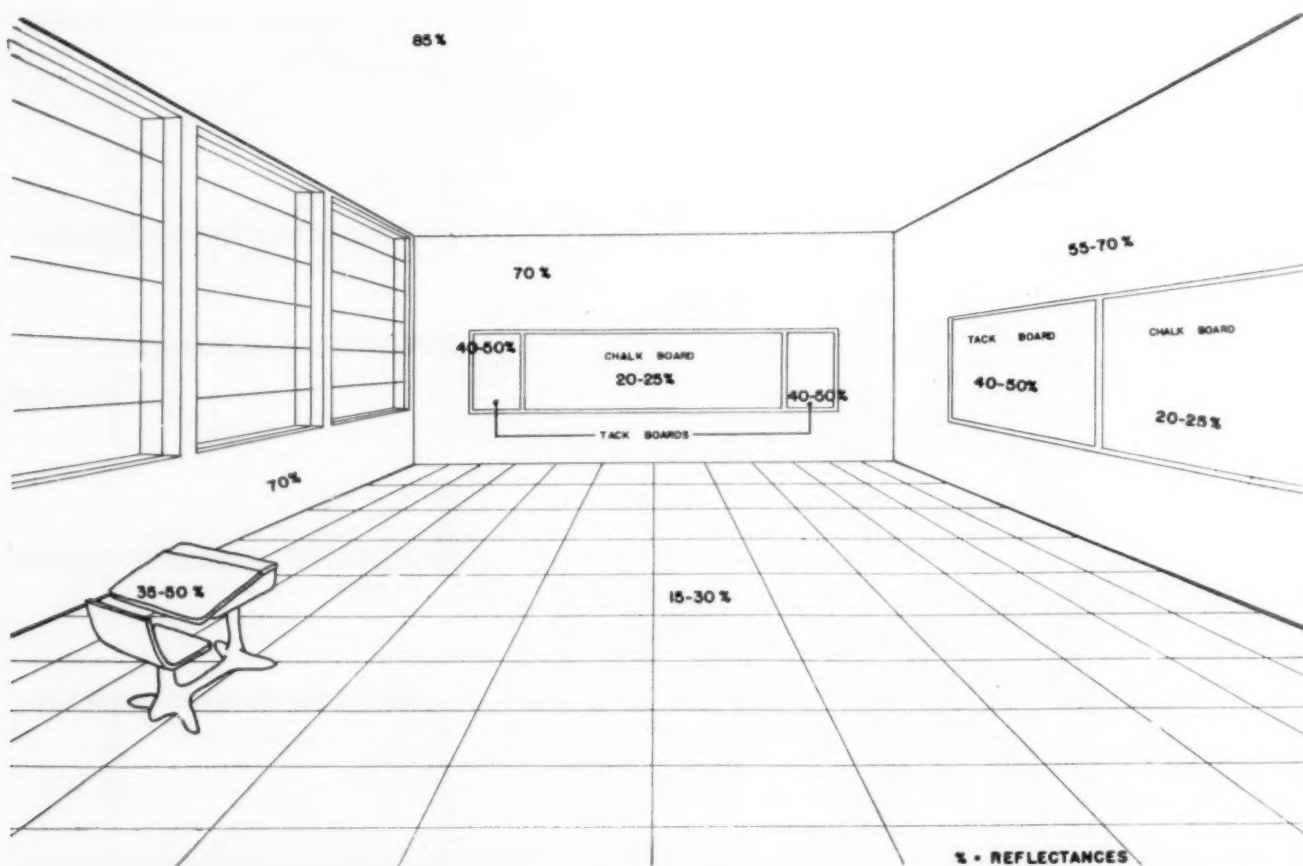 85%
55-70%
70%
40-50%
CHALK BOARD
20-25%
40-50%
TACK BOARDS
TACK BOARD
40-50%
CHALK BOARD
20-25%
70%
35-50%
15-30%
% = REFLECTANCES